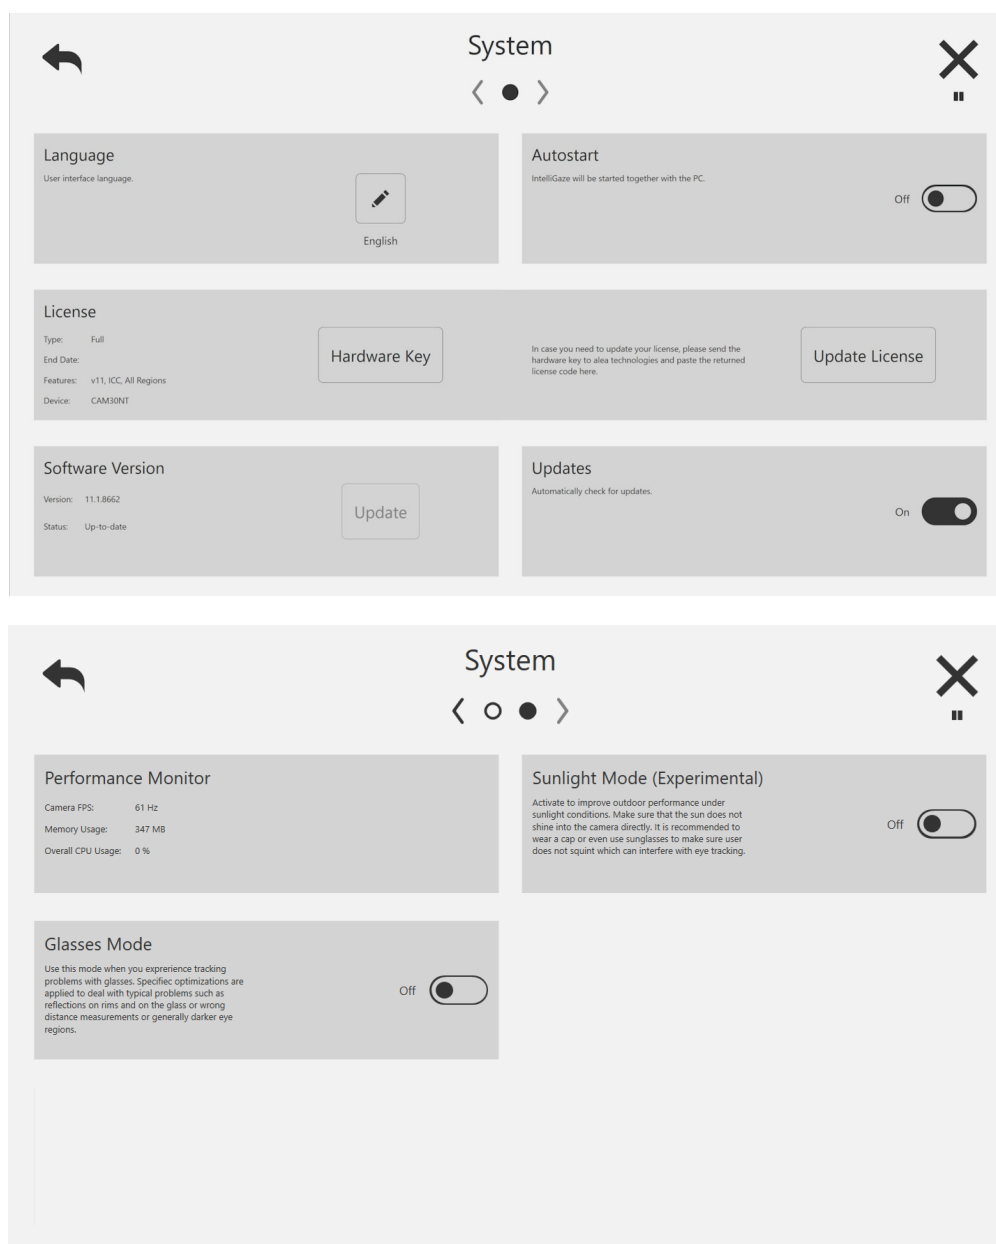 System
Language
User interface language.
English
Autostart
IntelliGaze will be started together with the PC.
Off
License
Type: Full
End Date:
Features: v11, ICC, All Regions
Device: CAM30NT
Hardware Key
In case you need to update your license, please send the
hardware key to alea technologies and paste the returned
license code here.
Update License
Software Version
Version: 11.1.8662
Status: Up-to-date
Update
Updates
Automatically check for updates.
On
System
Performance Monitor
Camera FPS: 61 Hz
Memory Usage: 347 MB
Overall CPU Usage: 0 %
Sunlight Mode (Experimental)
Activate to improve outdoor performance under
sunlight conditions. Make sure that the sun does not
shine into the camera directly. It is recommended to
wear a cap or even use sunglasses to make sure user
does not squint which can interfere with eye tracking.
Off
Glasses Mode
Use this mode when you exprerience tracking
problems with glasses. Specifiec optimizations are
applied to deal with typical problems such as
reflections on rims and on the glass or wrong
distance measurements or generally darker eye
regions.
Off